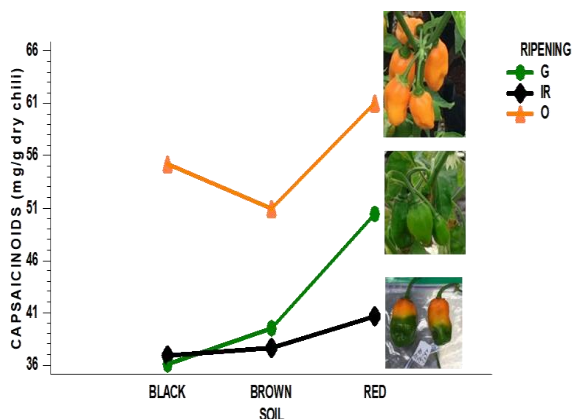 CAPSAICINOIDS (mg/g dry chili)
66
61
56
51
46
41
36
BLACK BROWN RED
SOIL
RIPENING
G
IR
O